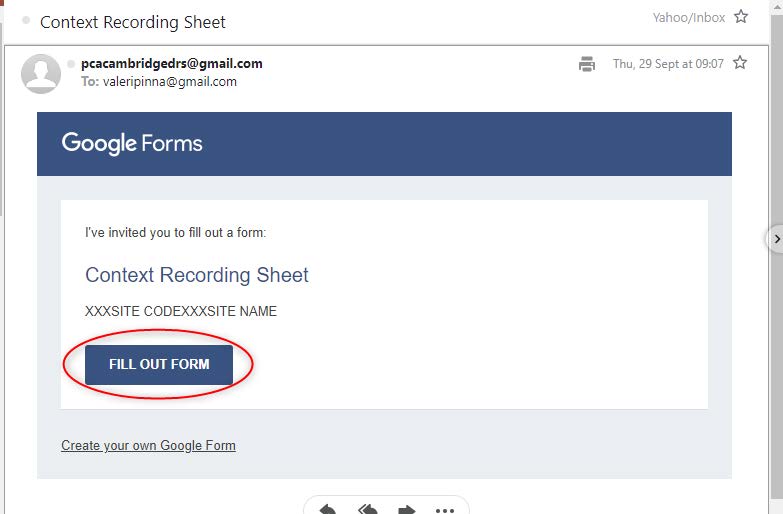 Context Recording Sheet
Yahoo/Inbox
pcacambridgedrs@gmail.com
Thu, 29 Sept at 09:07
To: valeripinna@gmail.com
Google Forms
I've invited you to fill out a form:
Context Recording Sheet
XXXSITE CODEXXXSITE NAME
FILL OUT FORM
Create your own Google Form